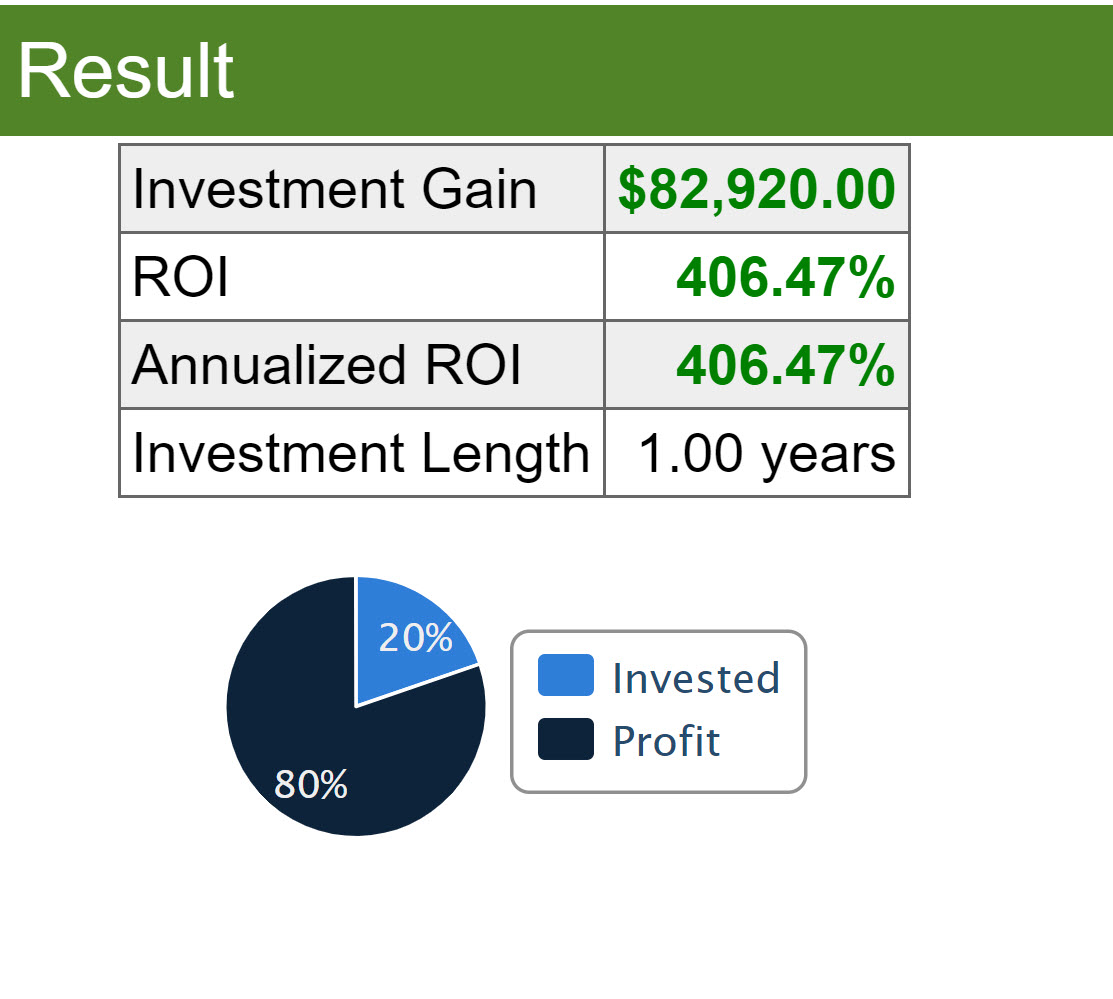 Result
Investment Gain $82,920.00
ROI 406.47%
Annualized ROI 406.47%
Investment Length 1.00 years
20%
Invested
Profit
80%